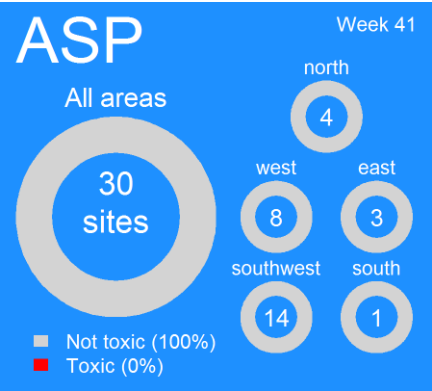 ASP
Week 41
All areas
30
sites
north
4
west
8
east
3
southwest
14
south
1
Not toxic (100%)
Toxic (0%)